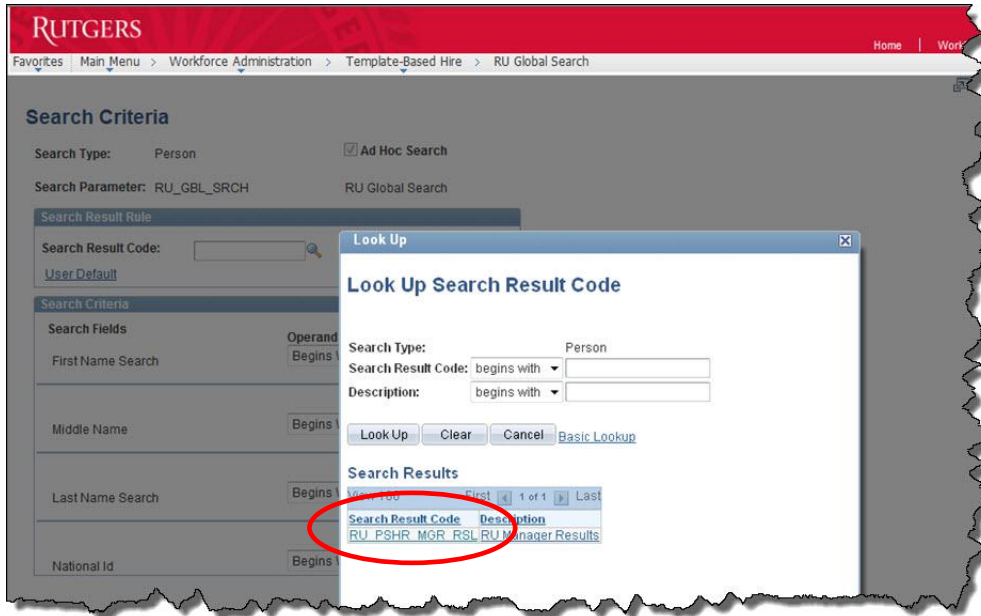 RUTGERS
Home | Work
Favorites Main Menu > Workforce Administration > Template-Based Hire > RU Global Search
Search Criteria
Search Type: Person Ad Hoc Search
Search Parameter: RU_GBL_SRCH RU Global Search
Search Result Rule
Search Result Code:
User Default
Search Criteria
Search Fields Operand
First Name Search Begins
Middle Name Begins
Last Name Search Begins
National Id Begins
Look Up
Look Up Search Result Code
Search Type: Person
Search Result Code: begins with
Description: begins with
Look Up Clear Cancel Basic Lookup
Search Results
View 100 First 1 of 1 Last
Search Result Code Description
RU_PSHR_MGR_RSL RU Manager Results